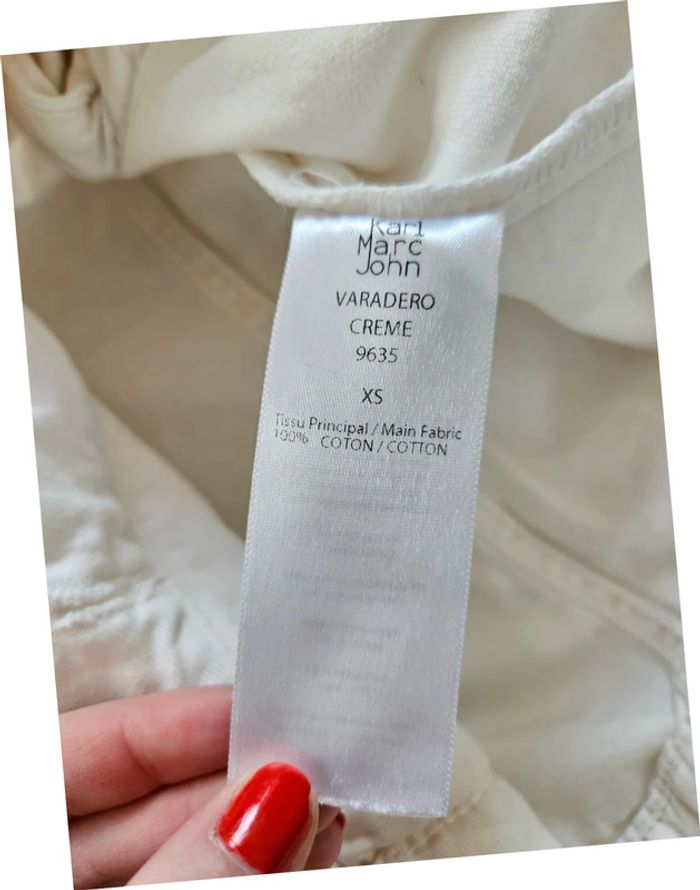 Karl
Marc
John
VARADERO
CREME
9635
XS
Tissu Principal / Main Fabric
100% COTON / COTTON